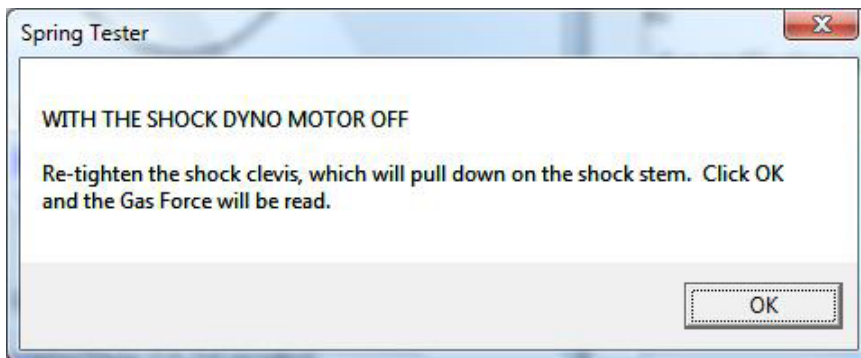 Spring Tester
WITH THE SHOCK DYNO MOTOR OFF
Re-tighten the shock clevis, which will pull down on the shock stem.  Click OK
and the Gas Force will be read.
OK